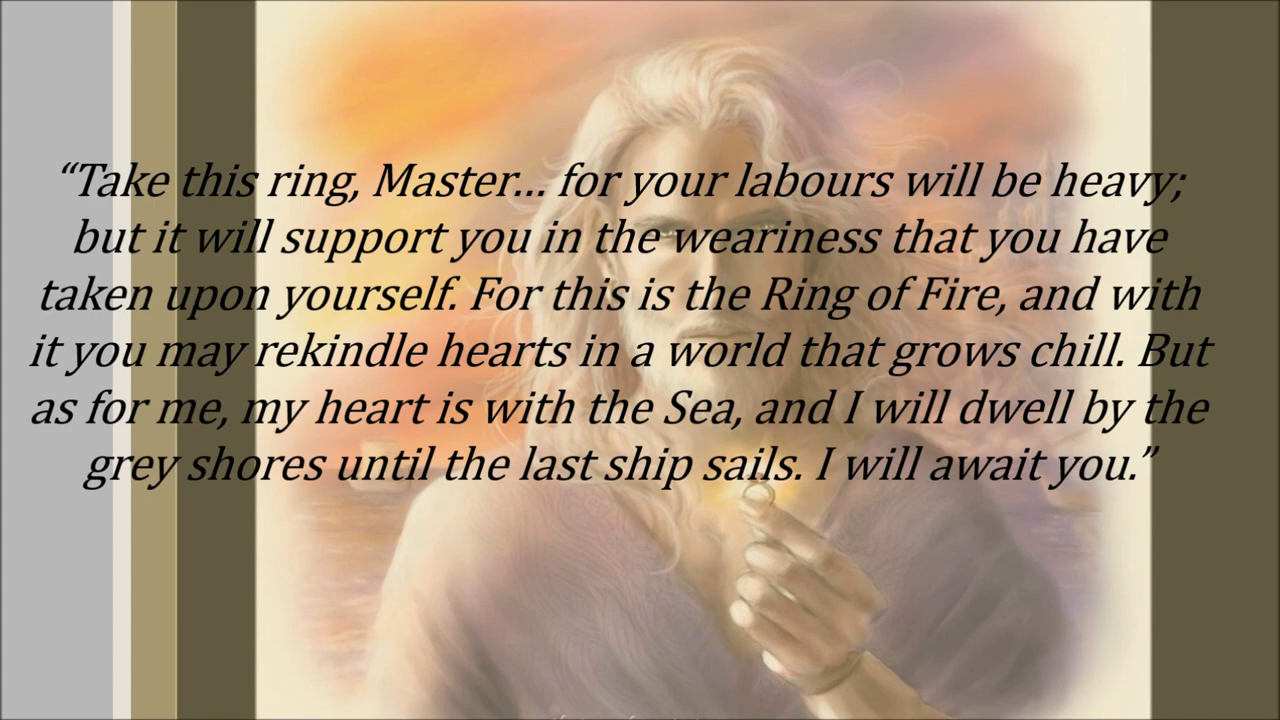 “Take this ring, Master... for your labours will be heavy;
but it will support you in the weariness that you have
taken upon yourself. For this is the Ring of Fire, and with
it you may rekindle hearts in a world that grows chill. But
as for me, my heart is with the Sea, and I will dwell by the
grey shores until the last ship sails. I will await you.”